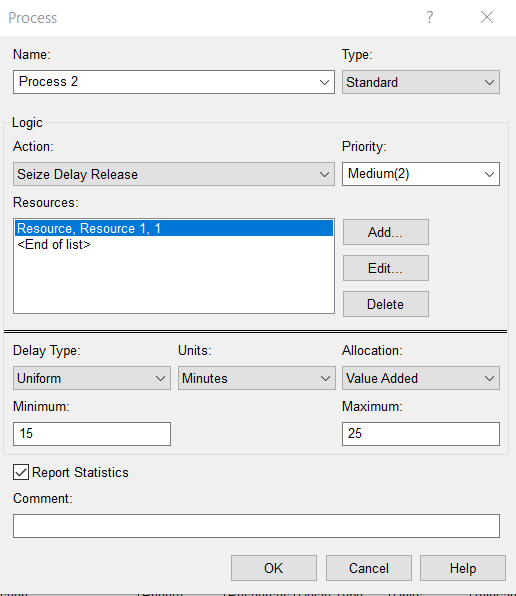 Process ? ×
Name: Type:
Process 2 Standard
Logic
Action: Priority:
Seize Delay Release Medium(2)
Resources:
Resource, Resource 1, 1
<End of list>
Add...
Edit...
Delete
Delay Type: Units: Allocation:
Uniform Minutes Value Added
Minimum: Maximum:
15 25
Report Statistics
Comment:
OK Cancel Help